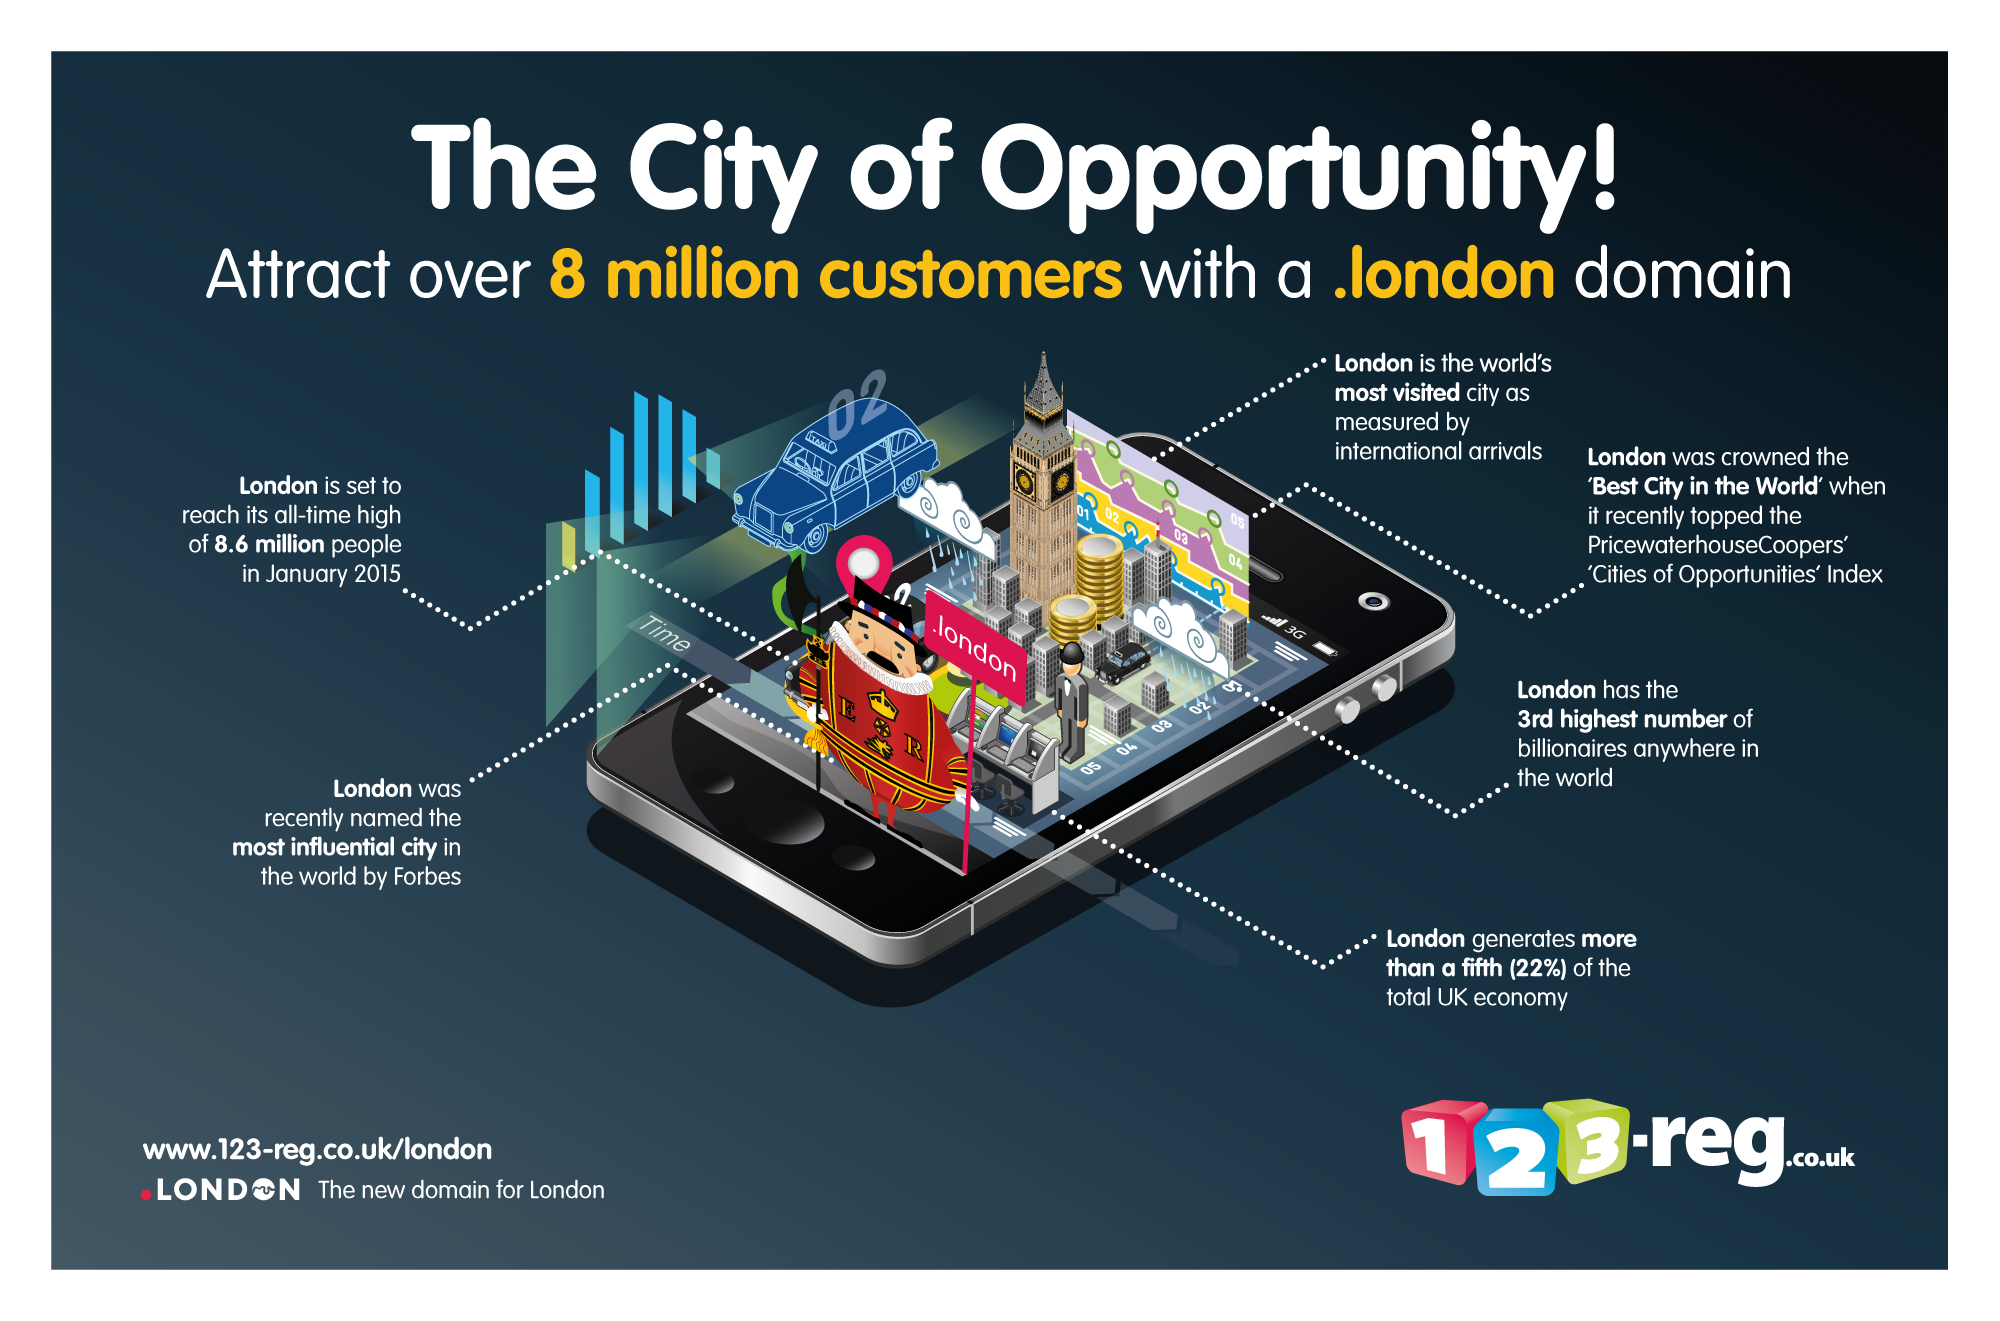 The City of Opportunity!
Attract over 8 million customers with a .london domain
London is the world's
most visited city as
measured by
international arrivals
London was crowned the
'Best City in the World' when
it recently topped the
PricewaterhouseCoopers'
'Cities of Opportunities' Index
London is set to
reach its all-time high
of 8.6 million people
in January 2015
London has the
3rd highest number of
billionaires anywhere in
the world
London was
recently named the
most influential city in
the world by Forbes
London generates more
than a fifth (22%) of the
total UK economy
02
TAXI
Time
.london
E R
01
02
03
04
05
3G
02
03
04
05
www.123-reg.co.uk/london
.LONDON The new domain for London
123-reg.co.uk